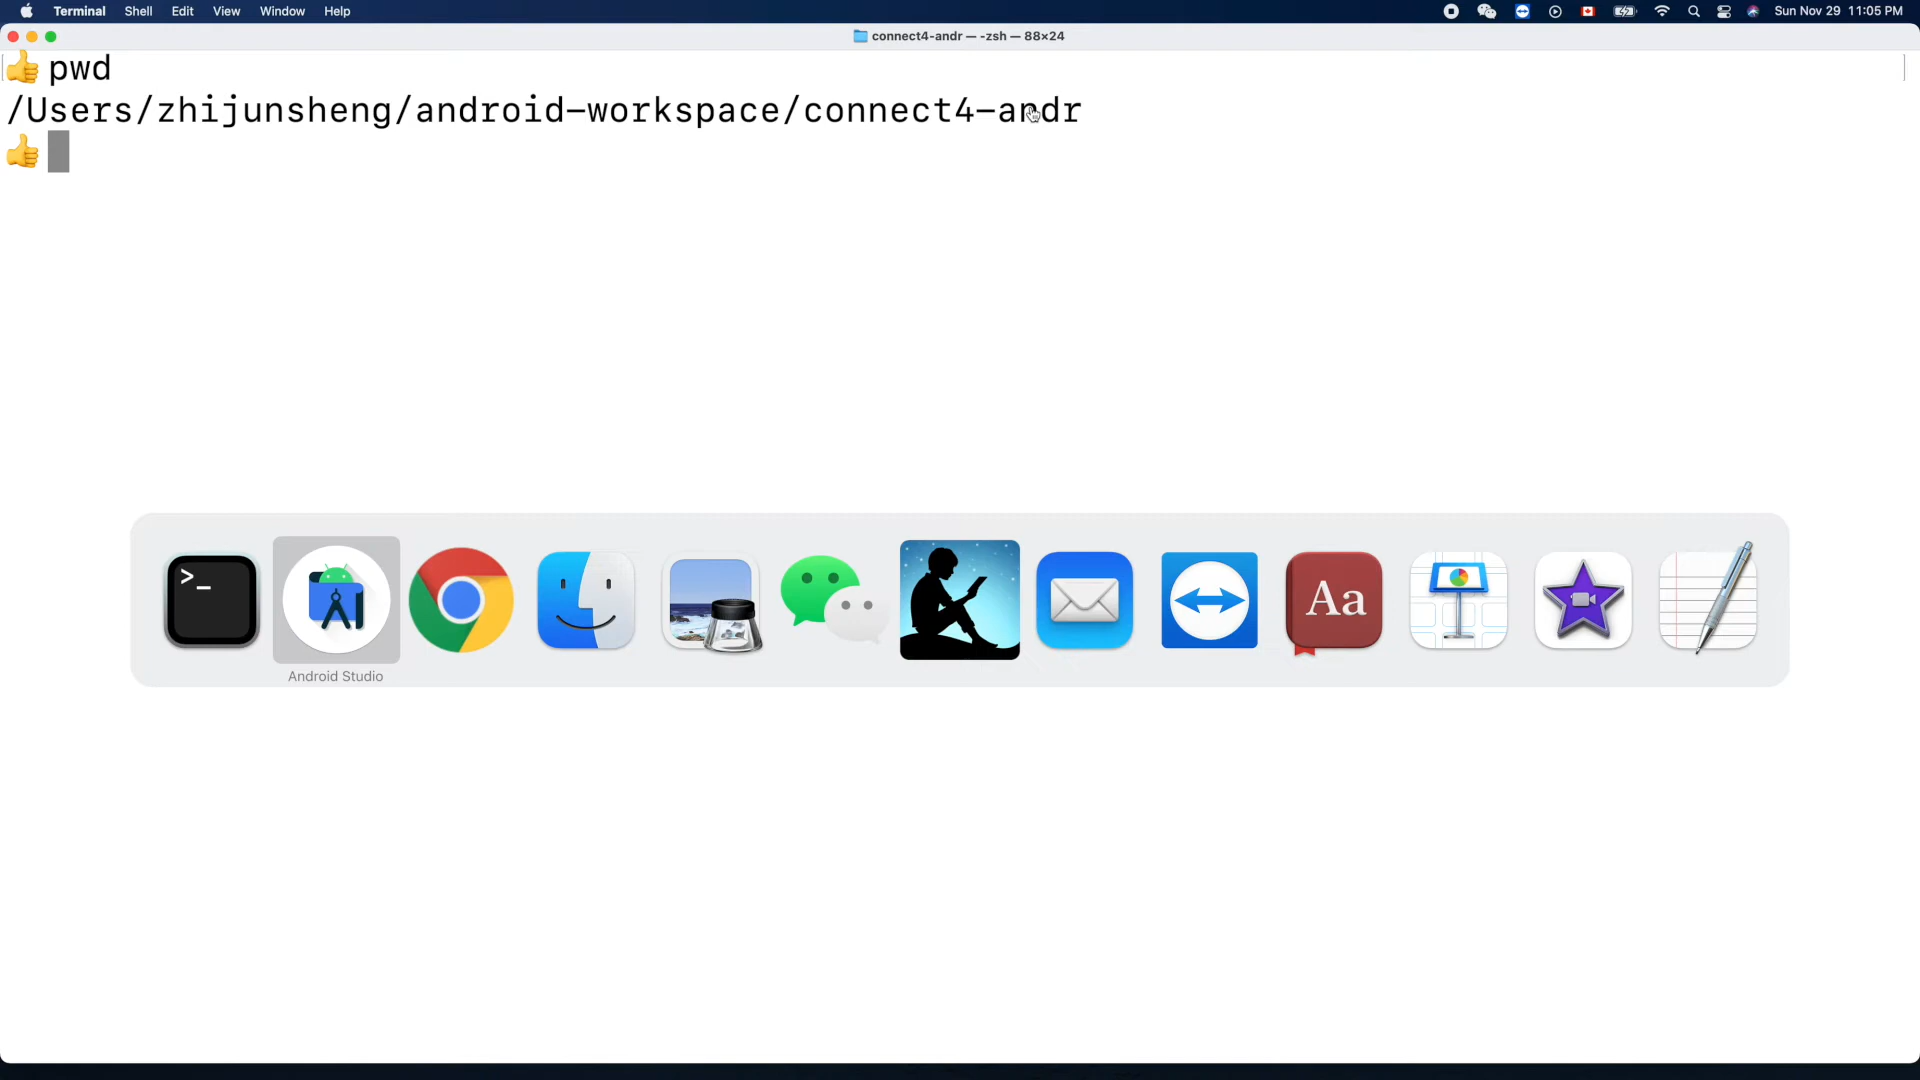 Terminal Shell Edit View Window Help Sun Nov 29 11:05 PM
connect4-andr — -zsh — 88×24
👍 pwd
/Users/zhijunsheng/android-workspace/connect4-andr
👍
>_
Aa
Android Studio